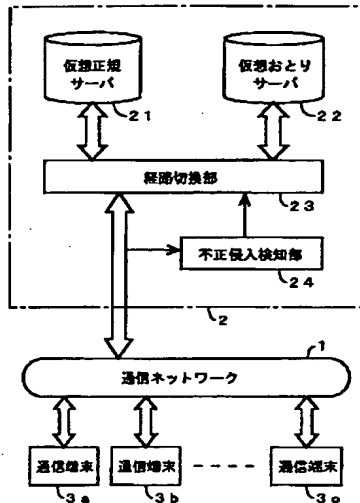 仮想正規
サーバ
21
仮想おとり
サーバ
22
経路切換部
23
不正侵入検知部
24
2
1
通信ネットワーク
通信端末
3a
通信端末
3b
通信端末
3c